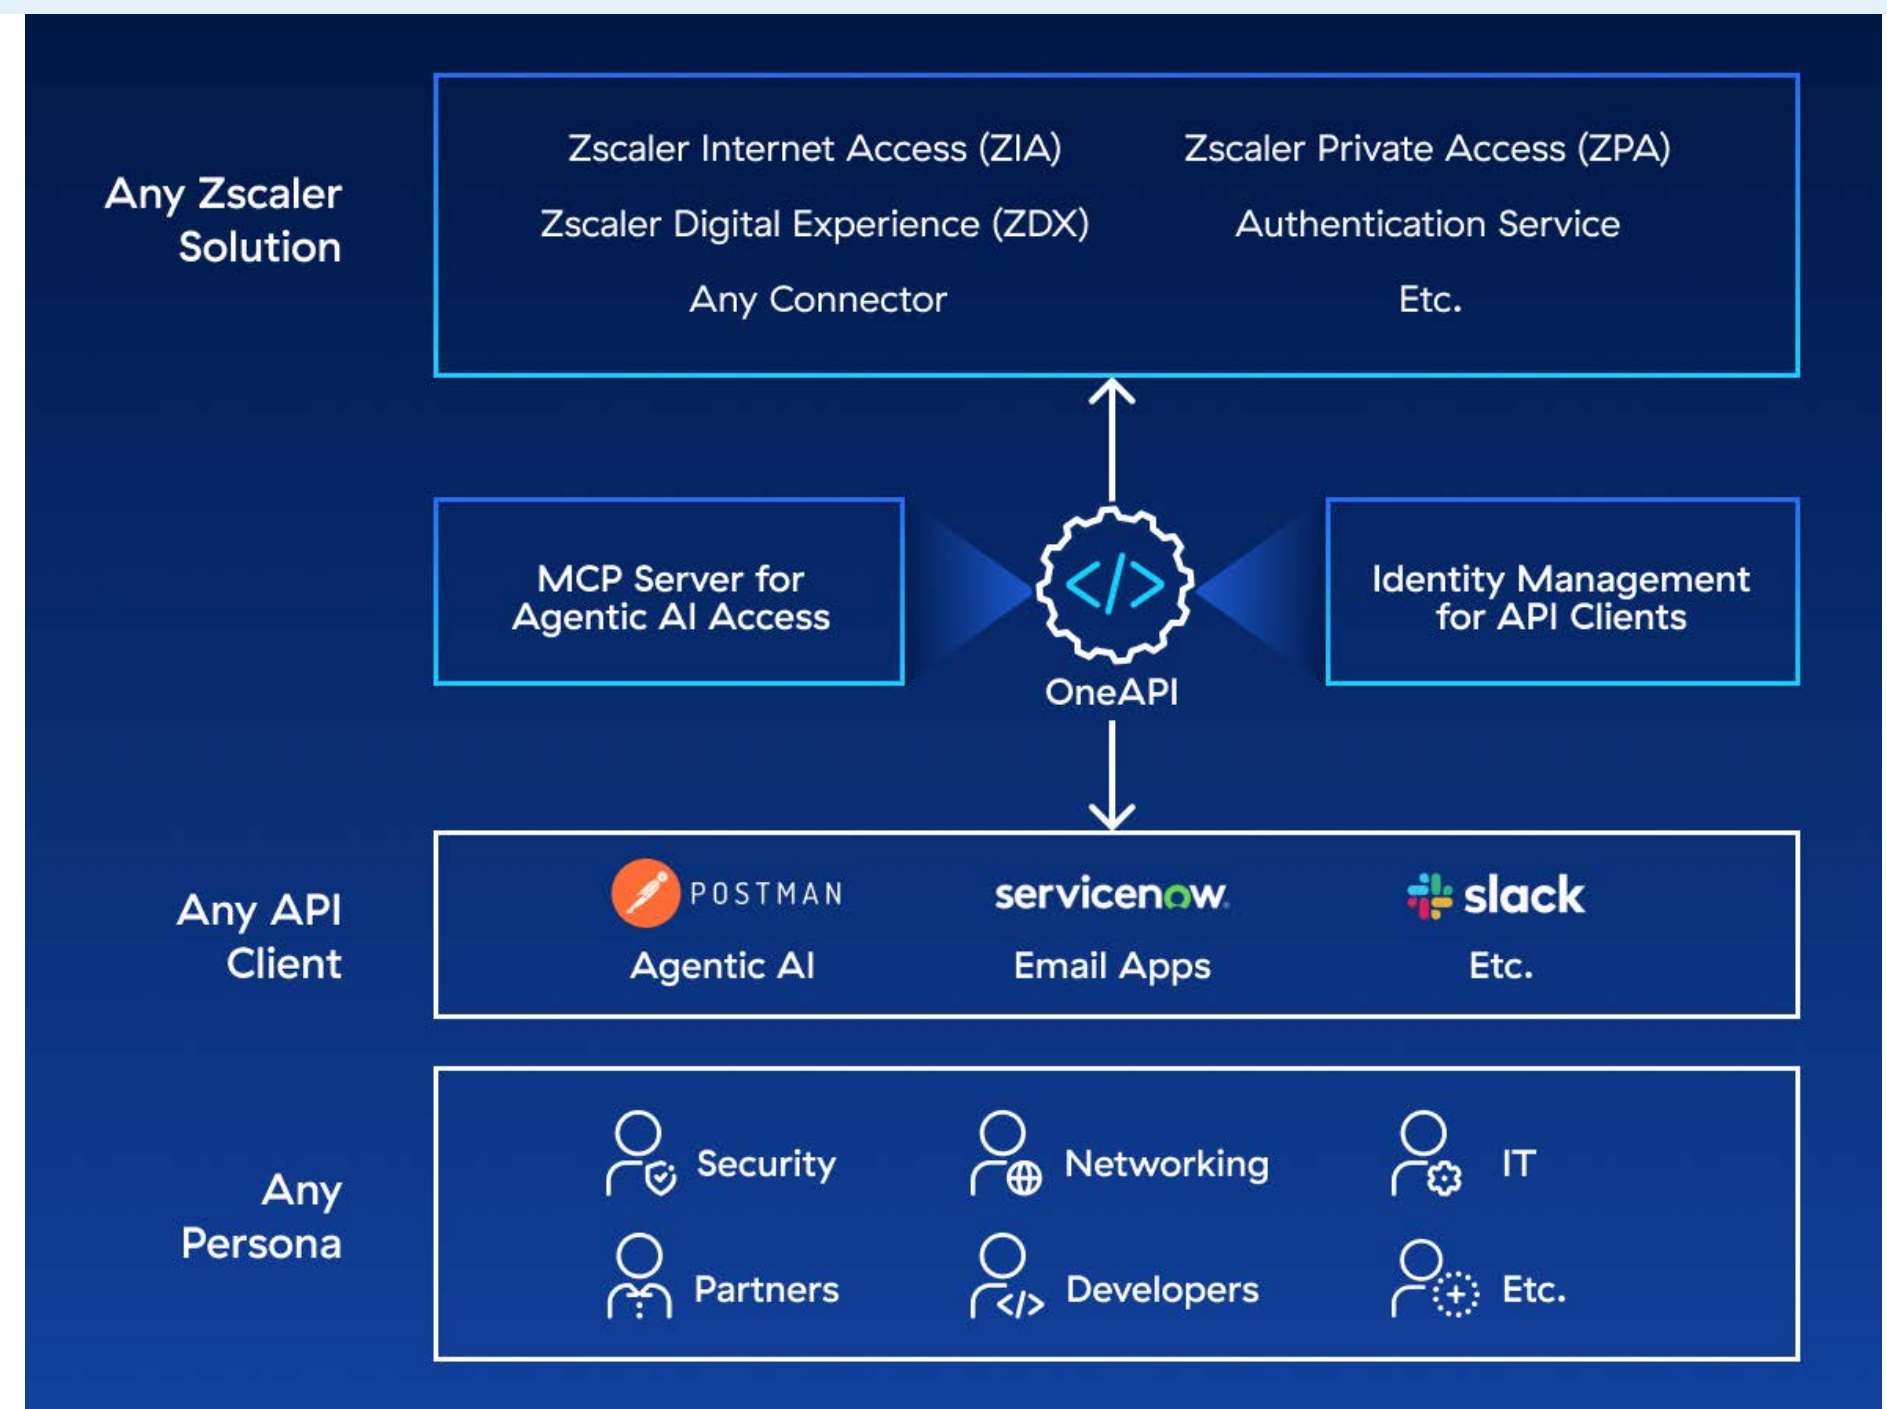 Any Zscaler
Solution
Zscaler Internet Access (ZIA)
Zscaler Private Access (ZPA)
Zscaler Digital Experience (ZDX)
Authentication Service
Any Connector
Etc.
MCP Server for
Agentic AI Access
</>
OneAPI
Identity Management
for API Clients
Any API
Client
POSTMAN
servicenow
slack
Agentic AI
Email Apps
Etc.
Any
Persona
Security
Networking
IT
Partners
</>
Developers
Etc.